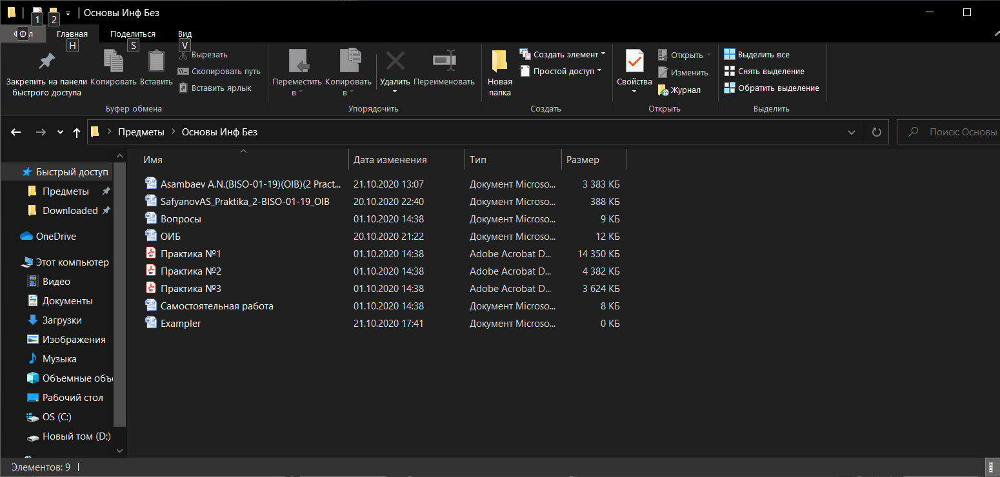 1 2 Основы Инф Без
Ф Главная Поделиться Вид
H S V
Закрепить на панели быстрого доступа
Копировать
Вставить
Вырезать
Скопировать путь
Вставить ярлык
Буфер обмена
Переместить в
Копировать в
Удалить
Переименовать
Упорядочить
Новая папка
Создать элемент
Простой доступ
Создать
Свойства
Открыть
Изменить
Журнал
Открыть
Выделить все
Снять выделение
Обратить выделение
Выделить
Предметы > Основы Инф Без
Поиск: Основы
Быстрый доступ
Предметы
Downloaded
OneDrive
Этот компьютер
Видео
Документы
Загрузки
Изображения
Музыка
Объемные объ
Рабочий стол
OS (C:)
Новый том (D:)
Имя Дата изменения Тип Размер
Asambaev A.N.(BISO-01-19)(OIB)(2 Pract... 21.10.2020 13:07 Документ Microso... 3 383 КБ
SafyanovAS_Praktika_2-BISO-01-19_OIB 20.10.2020 22:40 Документ Microso... 388 КБ
Вопросы 01.10.2020 14:38 Документ Microso... 9 КБ
ОИБ 20.10.2020 21:22 Документ Microso... 12 КБ
Практика №1 01.10.2020 14:38 Adobe Acrobat D... 14 350 КБ
Практика №2 01.10.2020 14:38 Adobe Acrobat D... 4 382 КБ
Практика №3 01.10.2020 14:38 Adobe Acrobat D... 3 624 КБ
Самостоятельная работа 01.10.2020 14:38 Документ Microso... 8 КБ
Exampler 21.10.2020 17:41 Документ Microso... 0 КБ
Элементов: 9